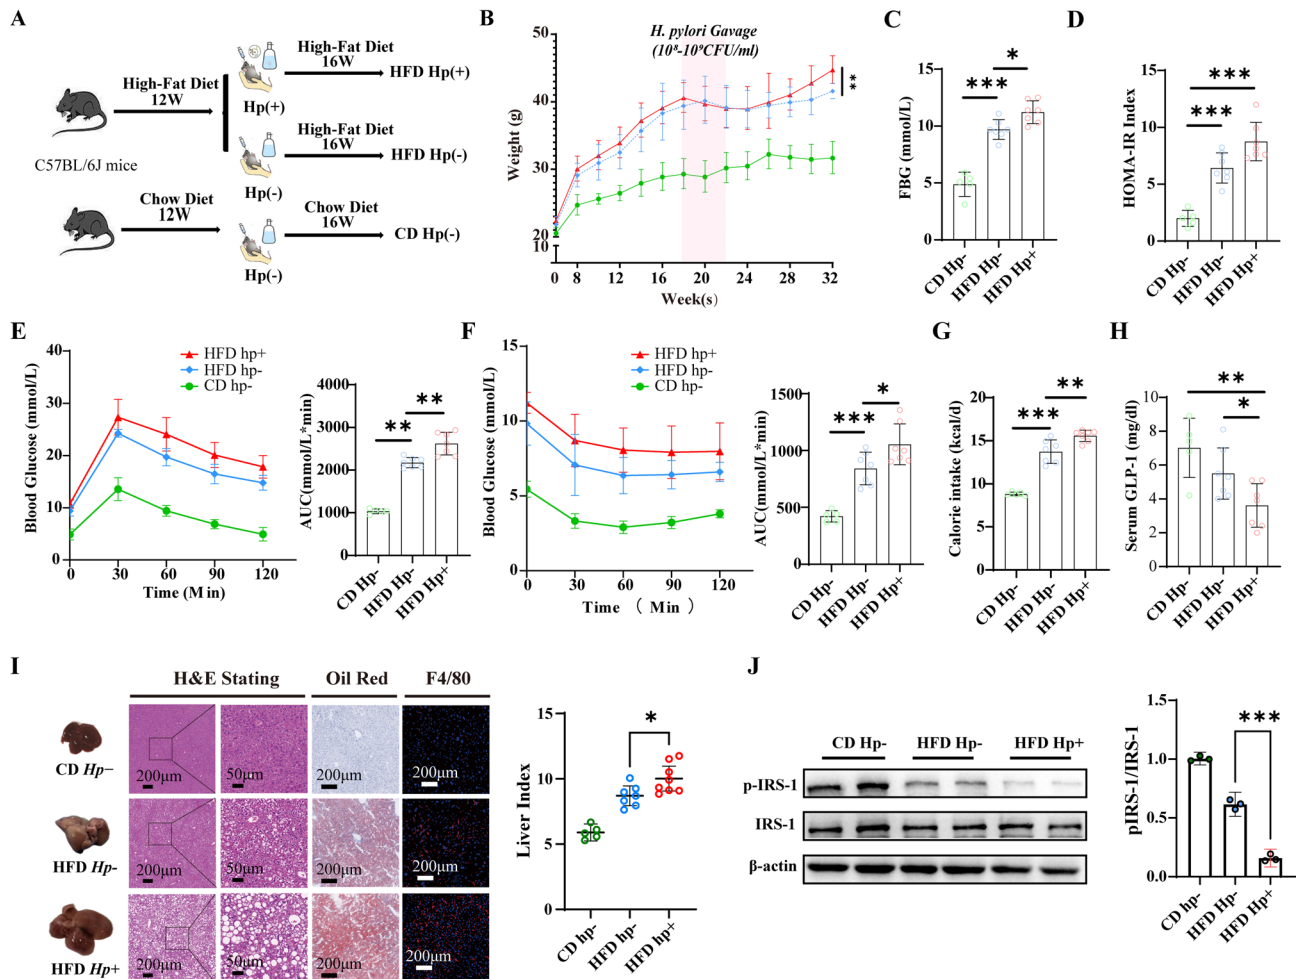 A
High-Fat Diet
12W
C57BL/6J mice
Chow Diet
12W
Hp(+)
Hp(-)
Hp(-)
High-Fat Diet
16W
HFD Hp(+)
High-Fat Diet
16W
HFD Hp(-)
Chow Diet
16W
CD Hp(-)
B
H. pylori Gavage
(10⁸-10⁹CFU/ml)
Weight (g)
50
40
30
20
10
0 8 12 16 20 24 28 32
Week(s)
**
C
FBG (mmol/L)
15
10
5
0
***
*
CD Hp-
HFD Hp-
HFD Hp+
D
HOMA-IR Index
15
10
5
0
***
***
CD Hp-
HFD Hp-
HFD Hp+
E
HFD hp+
HFD hp-
CD hp-
Blood Glucose (mmol/L)
40
30
20
10
0
0 30 60 90 120
Time (Min)
AUC(mmol/L*min)
4000
3000
2000
1000
0
**
**
CD Hp-
HFD Hp-
HFD Hp+
F
HFD hp+
HFD hp-
CD hp-
Blood Glucose (mmol/L)
15
10
5
0
0 30 60 90 120
Time （ Min）
AUC(mmol/L*min)
1500
1000
500
0
***
*
CD Hp-
HFD Hp-
HFD Hp+
G
Calorie intake (kcal/d)
20
15
10
5
0
***
**
CD Hp-
HFD Hp-
HFD Hp+
H
Serum GLP-1 (mg/dl)
10
8
6
4
2
0
**
*
CD Hp-
HFD Hp-
HFD Hp+
I
H&E Stating
Oil Red
F4/80
CD Hp−
200μm
50μm
200μm
200μm
HFD Hp-
200μm
50μm
200μm
200μm
HFD Hp+
200μm
50μm
200μm
200μm
Liver Index
15
10
5
0
*
CD hp-
HFD hp-
HFD hp+
J
CD Hp-
HFD Hp-
HFD Hp+
p-IRS-1
IRS-1
β-actin
pIRS-1/IRS-1
1.5
1.0
0.5
0.0
***
CD hp-
HFD Hp-
HFD Hp+